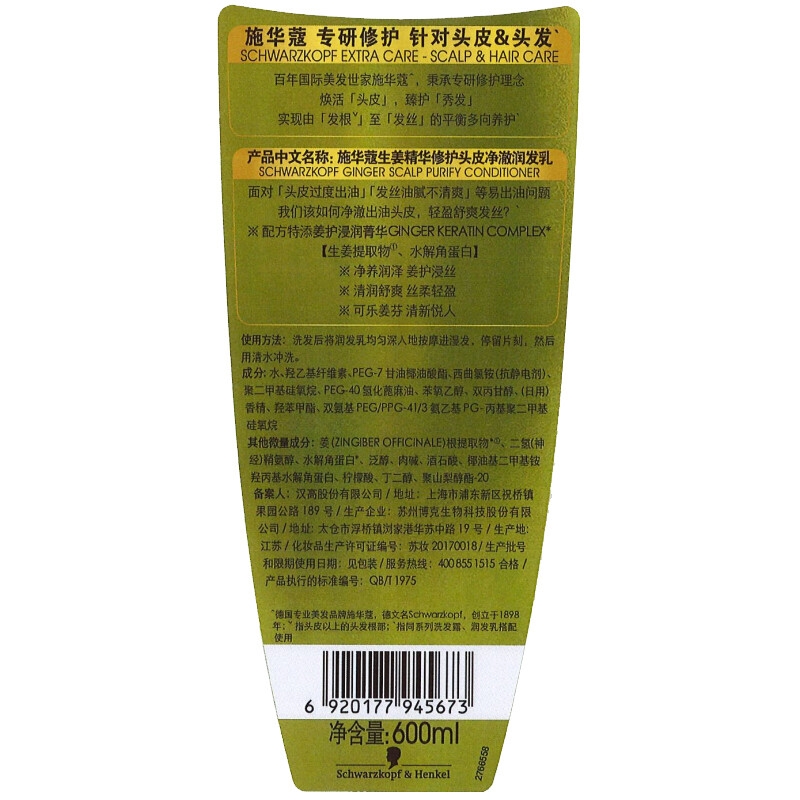 施华蔻 专研修护 针对头皮&头发`
SCHWARZKOPF EXTRA CARE - SCALP & HAIR CARE
百年国际美发世家施华蔻^，秉承专研修护理念
焕活「头皮」，臻护「秀发」
实现由「发根ˇ」至「发丝」的平衡多向养护`
产品中文名称：施华蔻生姜精华修护头皮净澈润发乳
SCHWARZKOPF GINGER SCALP PURIFY CONDITIONER
面对「头皮过度出油」「发丝油腻不清爽」等易出油问题
我们该如何净澈出油头皮，轻盈舒爽发丝？`
※ 配方特添姜护浸润菁华GINGER KERATIN COMPLEX*
【生姜提取物①、水解角蛋白】
※ 净养润泽 姜护浸丝
※ 清润舒爽 丝柔轻盈
※ 可乐姜芬 清新悦人
使用方法：洗发后将润发乳均匀深入地按摩进湿发，停留片刻，然后
用清水冲洗。
成分：水、羟乙基纤维素、PEG-7 甘油椰油酸酯、西曲氯铵(抗静电剂)、
聚二甲基硅氧烷、PEG-40 氢化蓖麻油、苯氧乙醇、双丙甘醇、(日用)
香精、羟苯甲酯、双氨基 PEG/PPG-41/3 氨乙基 PG-丙基聚二甲基
硅氧烷
其他微量成分：姜(ZINGIBER OFFICINALE)根提取物*①、二氢(神
经)鞘氨醇、水解角蛋白*、泛醇、肉碱、酒石酸、椰油基二甲基铵
羟丙基水解角蛋白、柠檬酸、丁二醇、聚山梨醇酯-20
备案人：汉高股份有限公司 / 地址：上海市浦东新区祝桥镇
果园公路 189 号 / 生产企业：苏州博克生物科技股份有限
公司 / 地址：太仓市浮桥镇浏家港华苏中路 19 号 / 生产地：
江苏 / 化妆品生产许可证编号：苏妆 20170018 / 生产批号
和限期使用日期：见包装 / 服务热线：400 855 1515 合格 /
产品执行的标准编号：QB/T 1975
^德国专业美发品牌施华蔻，德文名Schwarzkopf，创立于1898
年；ˇ指头皮以上的头发根部；`指同系列洗发露、润发乳搭配
使用
6 920177 945673
净含量：600ml
Schwarzkopf & Henkel
2766558